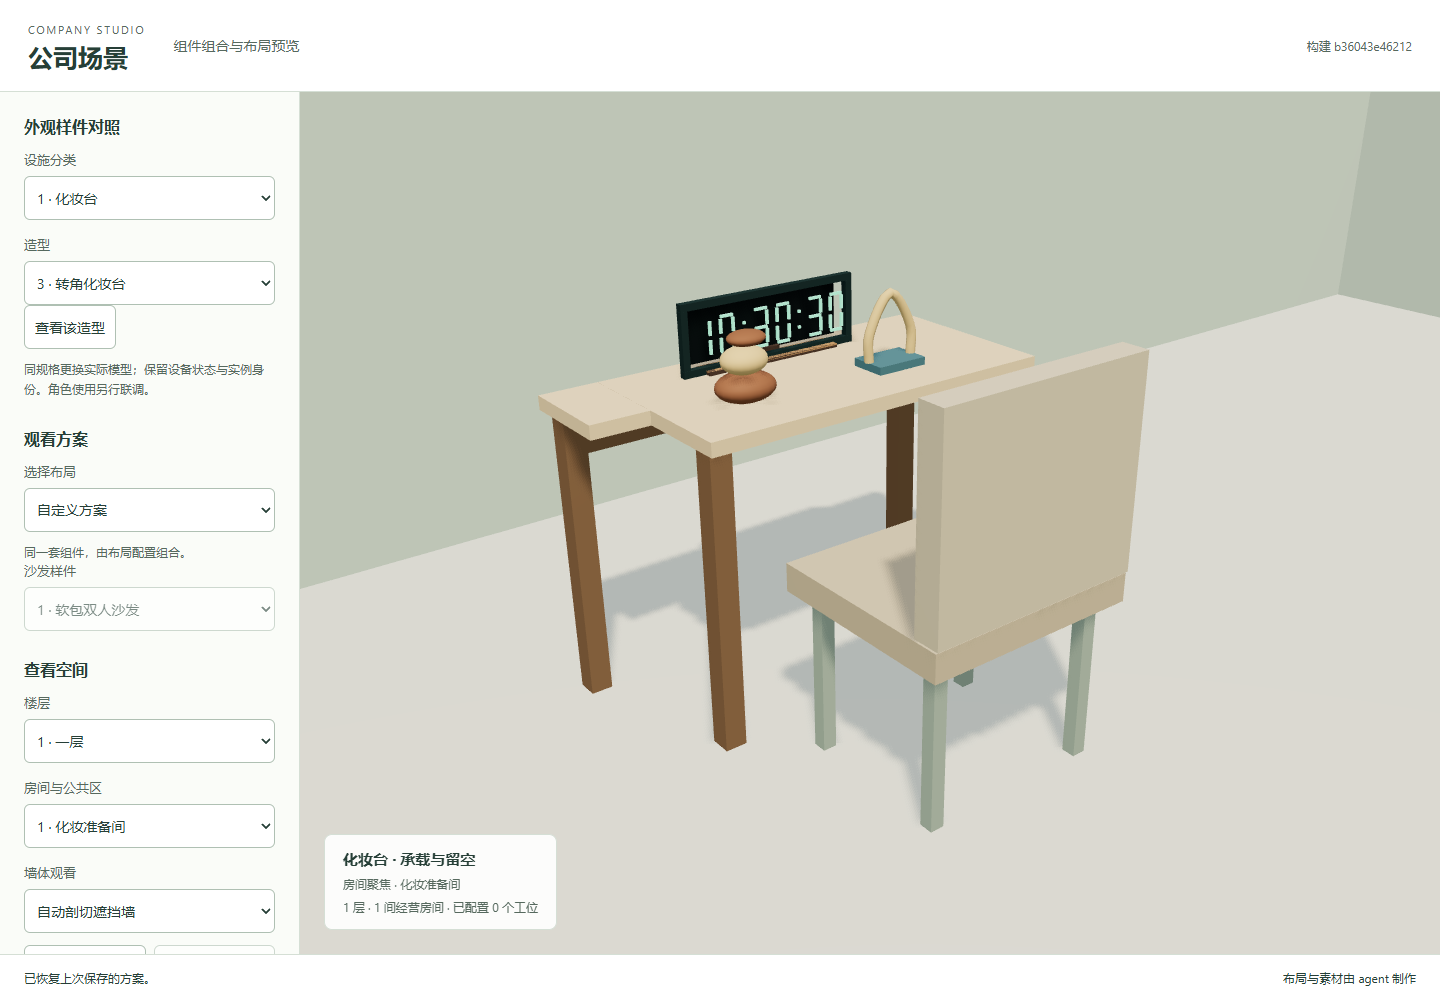 COMPANY STUDIO
公司场景
组件组合与布局预览
构建 b36043e46212
外观样件对照
设施分类
1 · 化妆台
造型
3 · 转角化妆台
查看该造型
同规格更换实际模型；保留设备状态与实例身
份。角色使用另行联调。
观看方案
选择布局
自定义方案
同一套组件，由布局配置组合。
沙发样件
1 · 软包双人沙发
查看空间
楼层
1 · 一层
房间与公共区
1 · 化妆准备间
墙体观看
自动剖切遮挡墙
10:30:30
化妆台 · 承载与留空
房间聚焦 · 化妆准备间
1 层 · 1 间经营房间 · 已配置 0 个工位
已恢复上次保存的方案。
布局与素材由 agent 制作